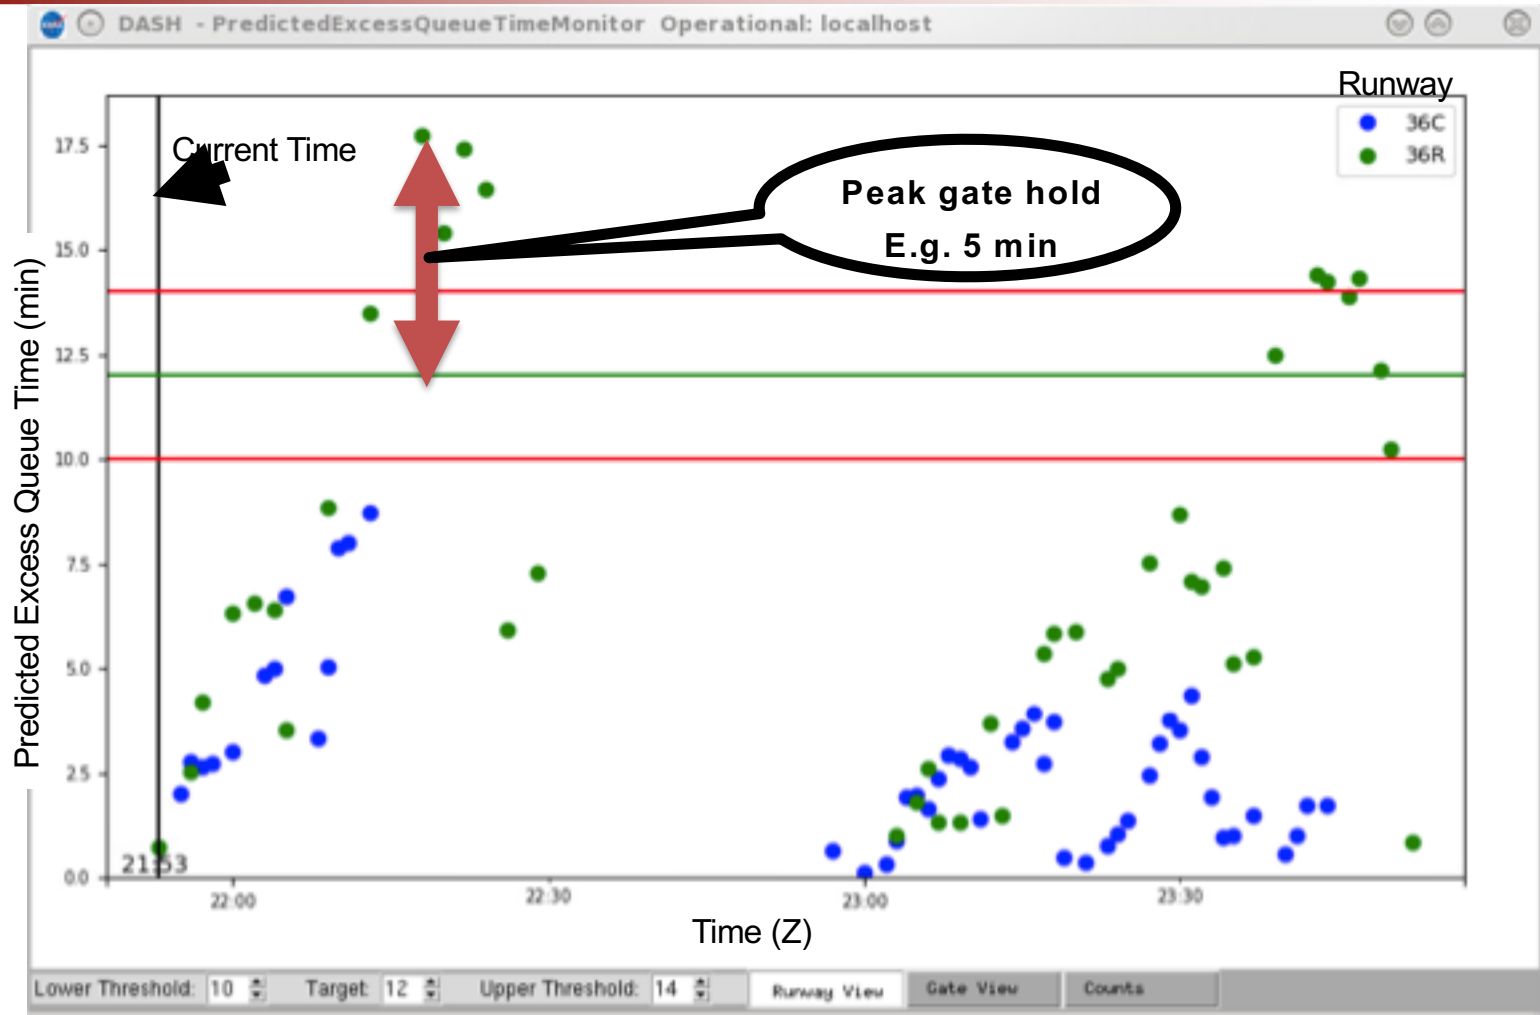 DASH - PredictedExcessQueueTimeMonitor Operational: localhost
Runway
36C
36R
Current Time
Peak gate hold
E.g. 5 min
Predicted Excess Queue Time (min)
17.5
15.0
12.5
10.0
7.5
5.0
2.5
0.0
21:53
22:00
22:30
23:00
23:30
Time (Z)
Lower Threshold: 10 Target: 12 Upper Threshold: 14 Runway View Gate View Counts